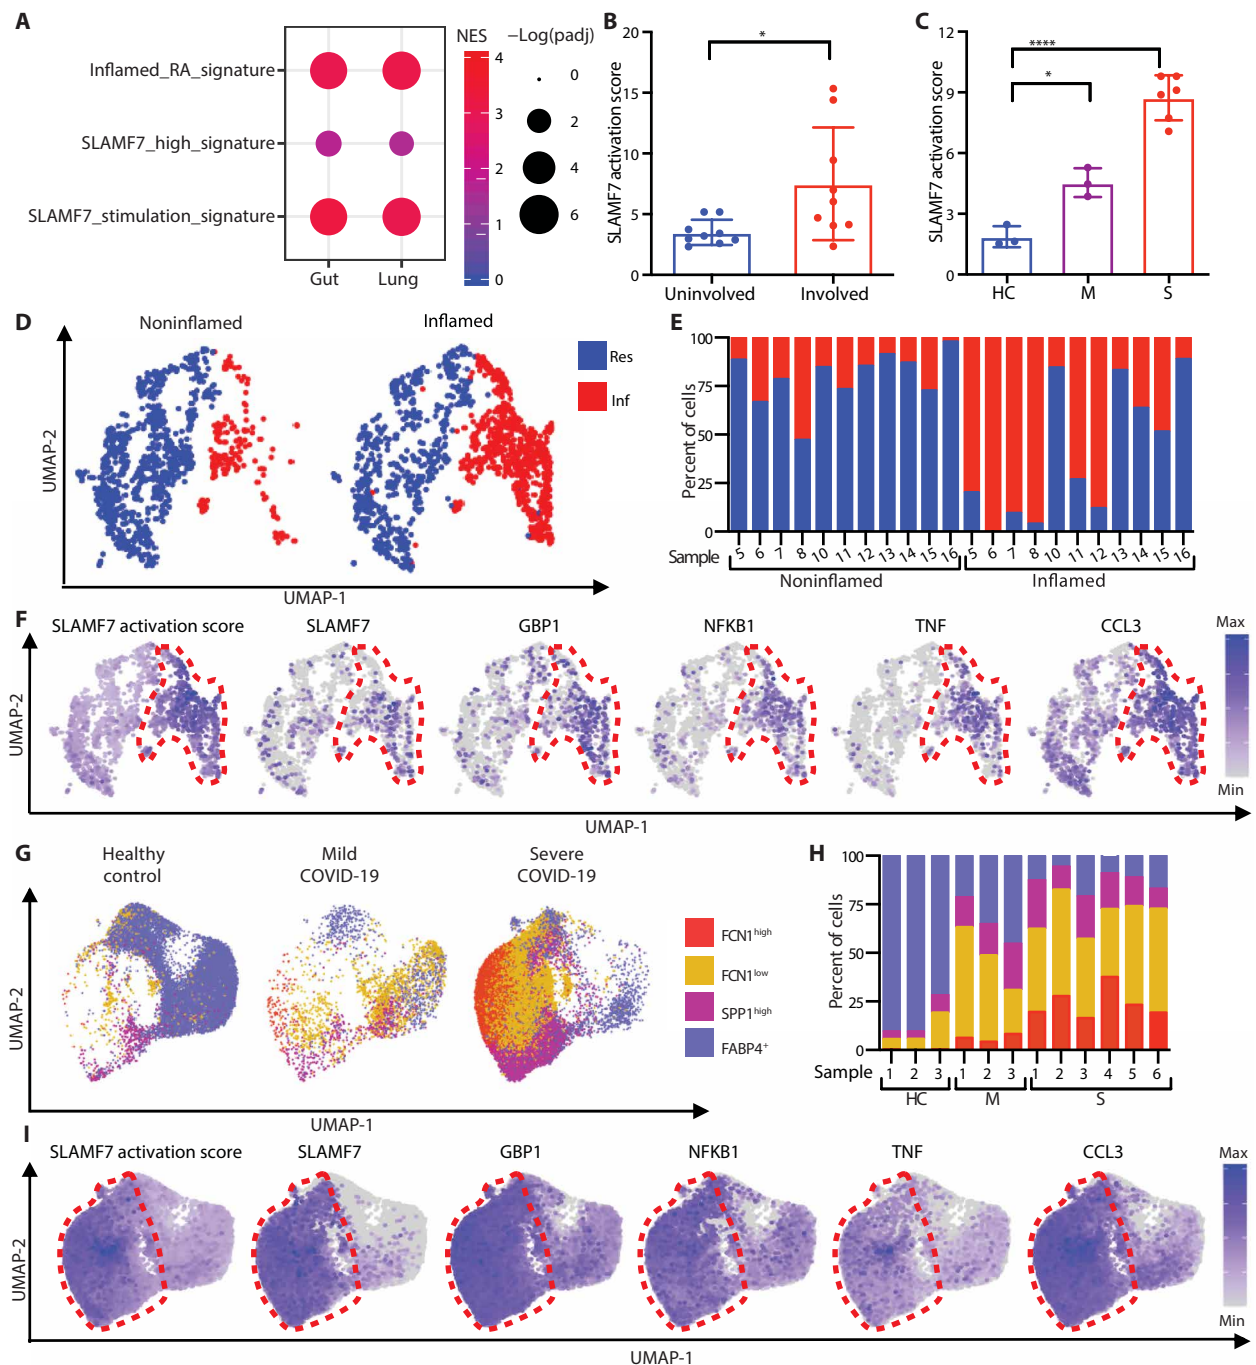 A
Inflamed_RA_signature
SLAMF7_high_signature
SLAMF7_stimulation_signature
Gut Lung
NES
4
3
2
1
0
−Log(padj)
0
2
4
6
B
SLAMF7 activation score
20
15
10
5
0
*
Uninvolved Involved
C
SLAMF7 activation score
12
9
6
3
0
****
*
HC M S
D
Noninflamed Inflamed
Res
Inf
UMAP-2
UMAP-1
E
Percent of cells
100
75
50
25
0
Sample 5 6 7 8 10 11 12 13 14 15 16 5 6 7 8 10 11 12 13 14 15 16
Noninflamed Inflamed
F
SLAMF7 activation score SLAMF7 GBP1 NFKB1 TNF CCL3
Max
Min
UMAP-2
UMAP-1
G
Healthy
control
Mild
COVID-19
Severe
COVID-19
FCN1high
FCN1low
SPP1high
FABP4+
UMAP-2
UMAP-1
H
Percent of cells
100
75
50
25
0
Sample 1 2 3 1 2 3 1 2 3 4 5 6
HC M S
I
SLAMF7 activation score SLAMF7 GBP1 NFKB1 TNF CCL3
Max
Min
UMAP-2
UMAP-1